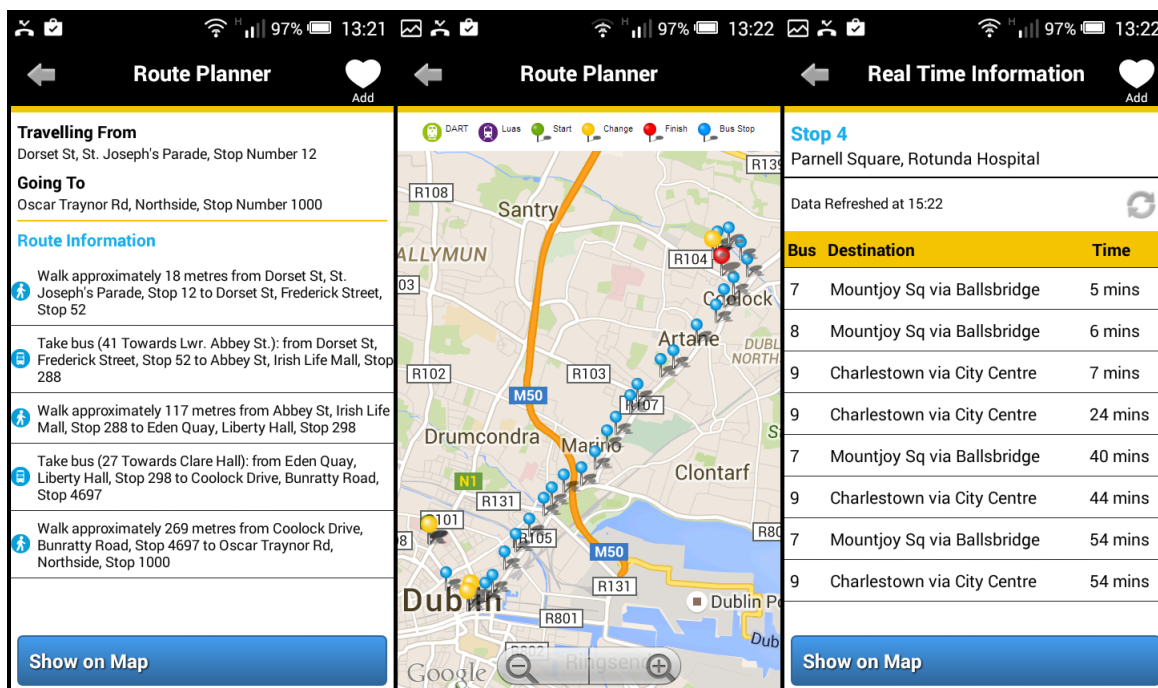 H 97% 13:21
Route Planner
Add
Travelling From
Dorset St, St. Joseph's Parade, Stop Number 12
Going To
Oscar Traynor Rd, Northside, Stop Number 1000
Route Information
Walk approximately 18 metres from Dorset St, St.
Joseph's Parade, Stop 12 to Dorset St, Frederick Street,
Stop 52
Take bus (41 Towards Lwr. Abbey St.): from Dorset St,
Frederick Street, Stop 52 to Abbey St, Irish Life Mall, Stop
288
Walk approximately 117 metres from Abbey St, Irish Life
Mall, Stop 288 to Eden Quay, Liberty Hall, Stop 298
Take bus (27 Towards Clare Hall): from Eden Quay,
Liberty Hall, Stop 298 to Coolock Drive, Bunratty Road,
Stop 4697
Walk approximately 269 metres from Coolock Drive,
Bunratty Road, Stop 4697 to Oscar Traynor Rd,
Northside, Stop 1000
Show on Map
H 97% 13:22
Route Planner
DART Luas Start Change Finish Bus Stop
R139
R108
Santry
ALLYMUN
R104
03
Coolock
Artane
DUBL
NORTH
R102
R103
M50
R107
Drumcondra
Marino
Clontarf
N1
R131
R101
R105
R80
M50
R131
Dublin
Dublin Po
R801
Dub
R802
Ringsend
Google
H 97% 13:22
Real Time Information
Add
Stop 4
Parnell Square, Rotunda Hospital
Data Refreshed at 15:22
Bus Destination Time
7 Mountjoy Sq via Ballsbridge 5 mins
8 Mountjoy Sq via Ballsbridge 6 mins
9 Charlestown via City Centre 7 mins
9 Charlestown via City Centre 24 mins
7 Mountjoy Sq via Ballsbridge 40 mins
9 Charlestown via City Centre 44 mins
7 Mountjoy Sq via Ballsbridge 54 mins
9 Charlestown via City Centre 54 mins
Show on Map